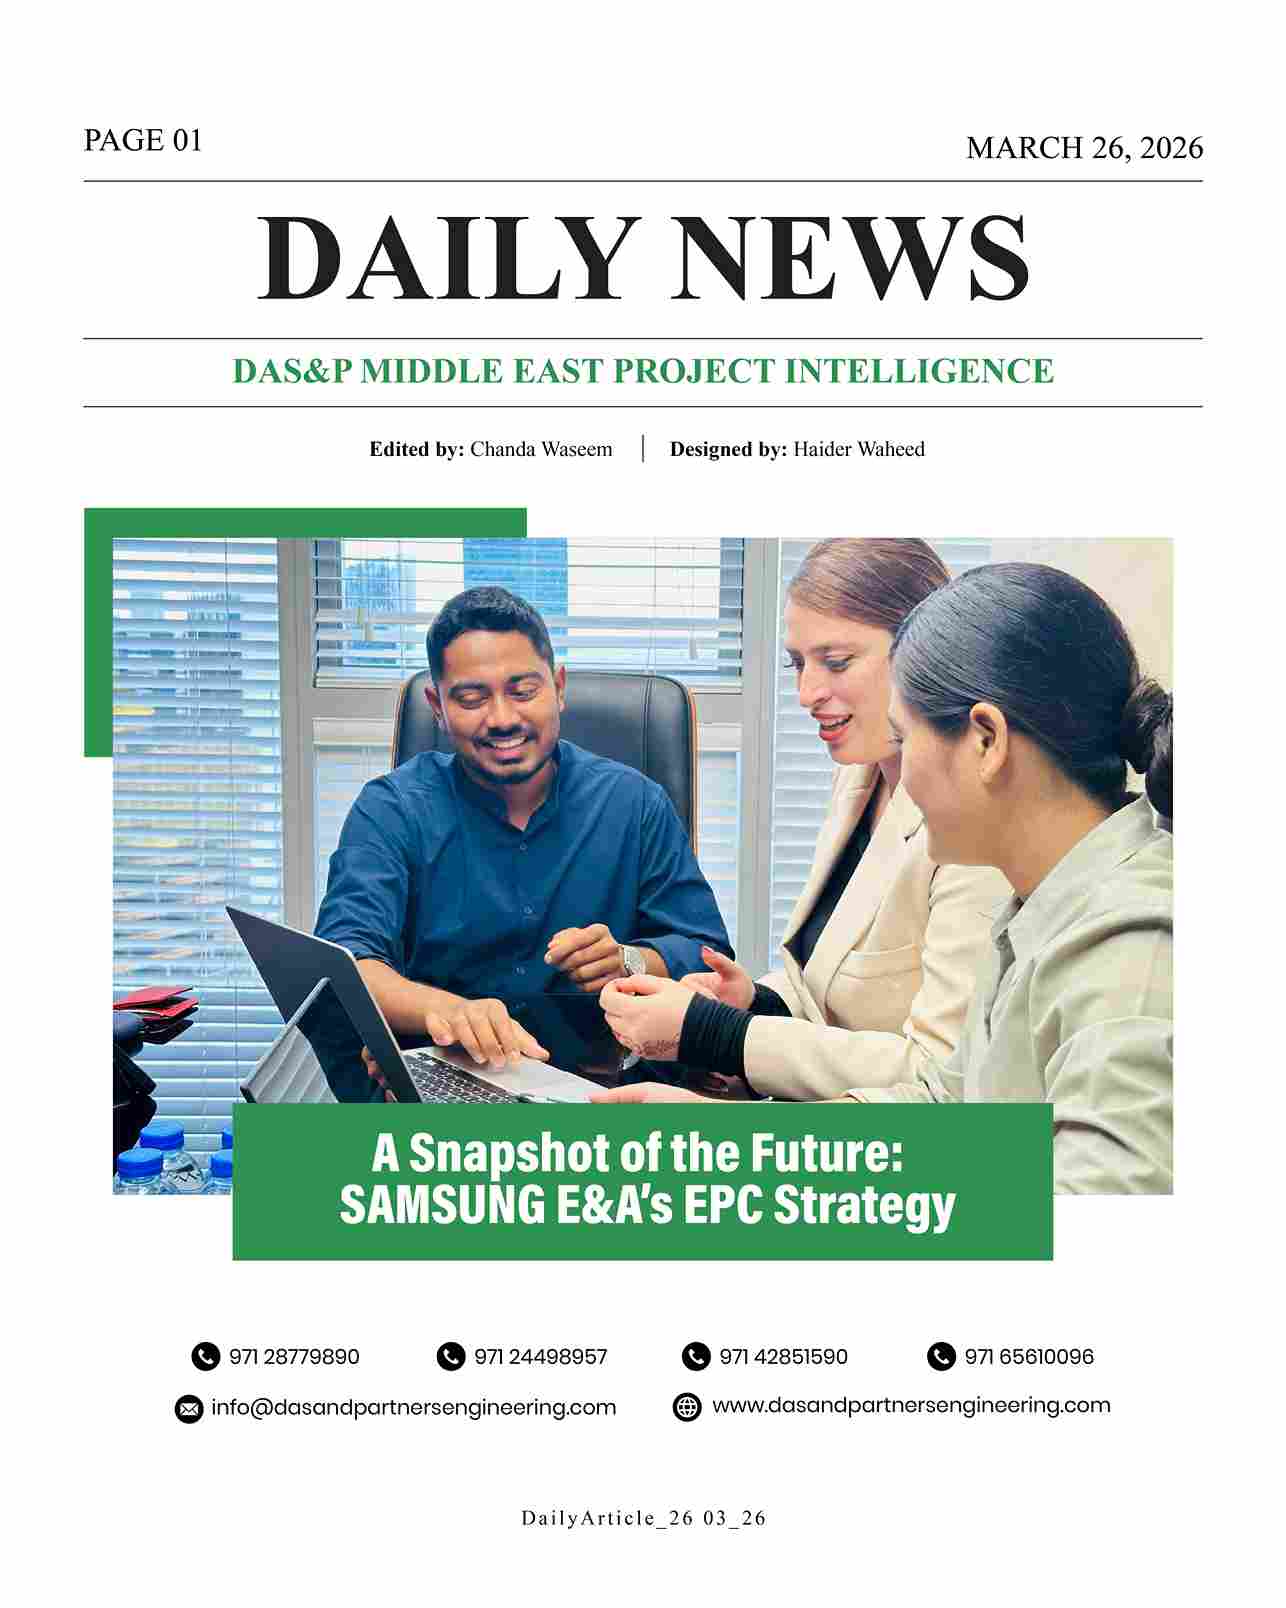 PAGE 01
MARCH 26, 2026
DAILY NEWS
DAS&P MIDDLE EAST PROJECT INTELLIGENCE
Edited by: Chanda Waseem | Designed by: Haider Waheed
A Snapshot of the Future:
SAMSUNG E&A's EPC Strategy
971 28779890 971 24498957 971 42851590 971 65610096
info@dasandpartnersengineering.com www.dasandpartnersengineering.com
DailyArticle_26 03_26